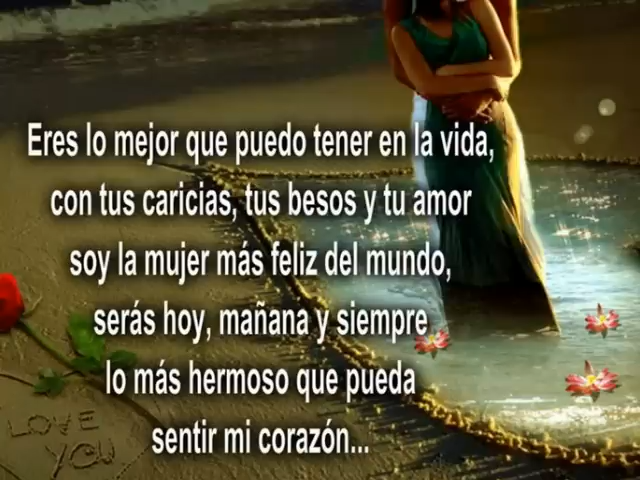 Eres lo mejor que puedo tener en la vida,
con tus caricias, tus besos y tu amor
soy la mujer más feliz del mundo,
serás hoy, mañana y siempre
lo más hermoso que pueda
sentir mi corazón...
LOVE
YOU